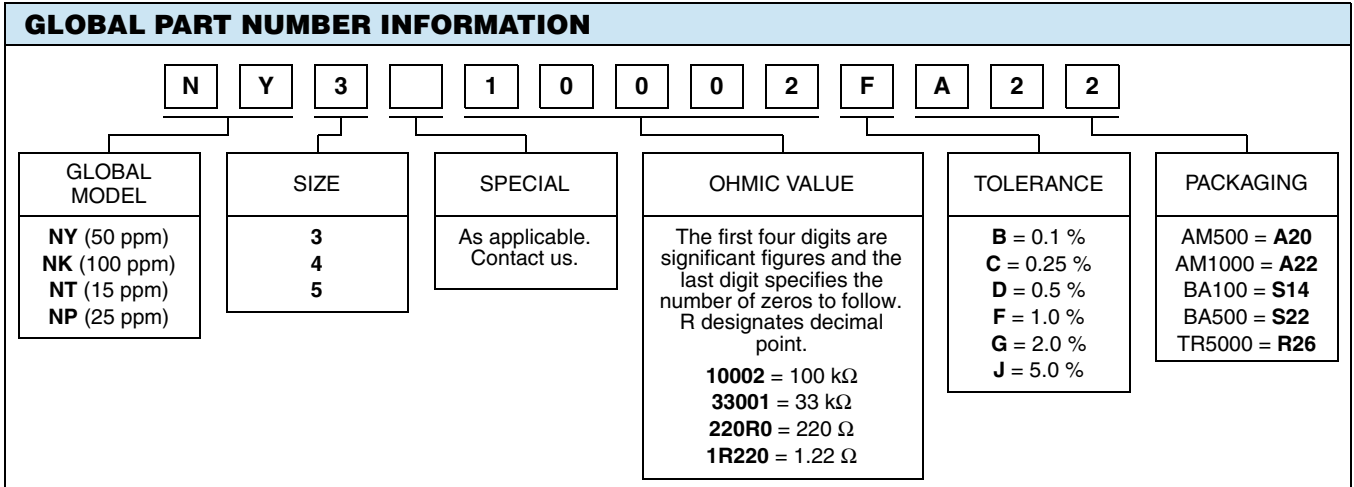 GLOBAL PART NUMBER INFORMATION
N Y 3 1 0 0 0 2 F A 2 2
GLOBAL
MODEL
NY (50 ppm)
NK (100 ppm)
NT (15 ppm)
NP (25 ppm)
SIZE
3
4
5
SPECIAL
As applicable.
Contact us.
OHMIC VALUE
The first four digits are
significant figures and the
last digit specifies the
number of zeros to follow.
R designates decimal
point.
10002 = 100 kΩ
33001 = 33 kΩ
220R0 = 220 Ω
1R220 = 1.22 Ω
TOLERANCE
B = 0.1 %
C = 0.25 %
D = 0.5 %
F = 1.0 %
G = 2.0 %
J = 5.0 %
PACKAGING
AM500 = A20
AM1000 = A22
BA100 = S14
BA500 = S22
TR5000 = R26